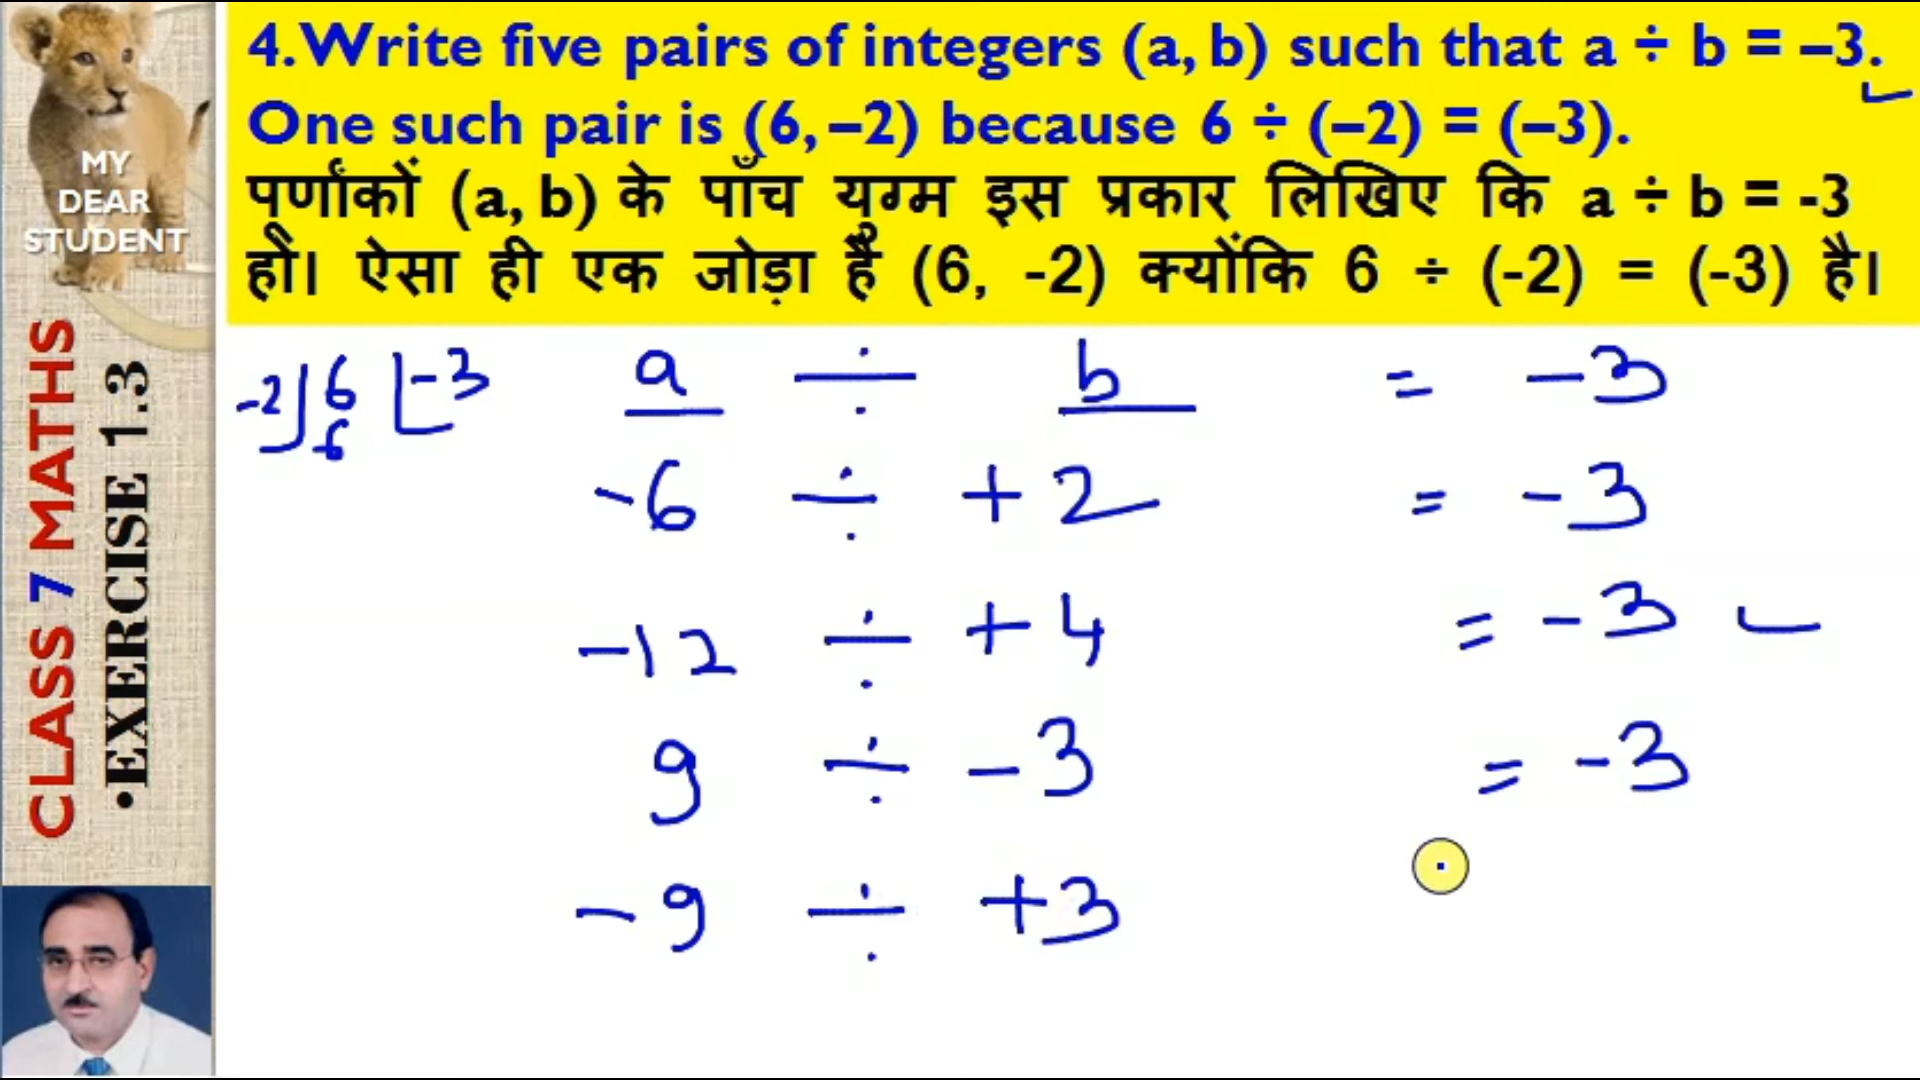 4. Write five pairs of integers (a, b) such that a ÷ b = –3.
One such pair is (6, –2) because 6 ÷ (–2) = (–3).
पूर्णांकों (a, b) के पाँच युग्म इस प्रकार लिखिए कि a ÷ b = -3
हो। ऐसा ही एक जोड़ा है (6, -2) क्योंकि 6 ÷ (-2) = (-3) है।
MY
DEAR
STUDENT
CLASS 7 MATHS
•EXERCISE 1.3
-2 6 -3
-6
a ÷ b = -3
-6 ÷ +2 = -3
-12 ÷ +4 = -3
9 ÷ -3 = -3
-9 ÷ +3